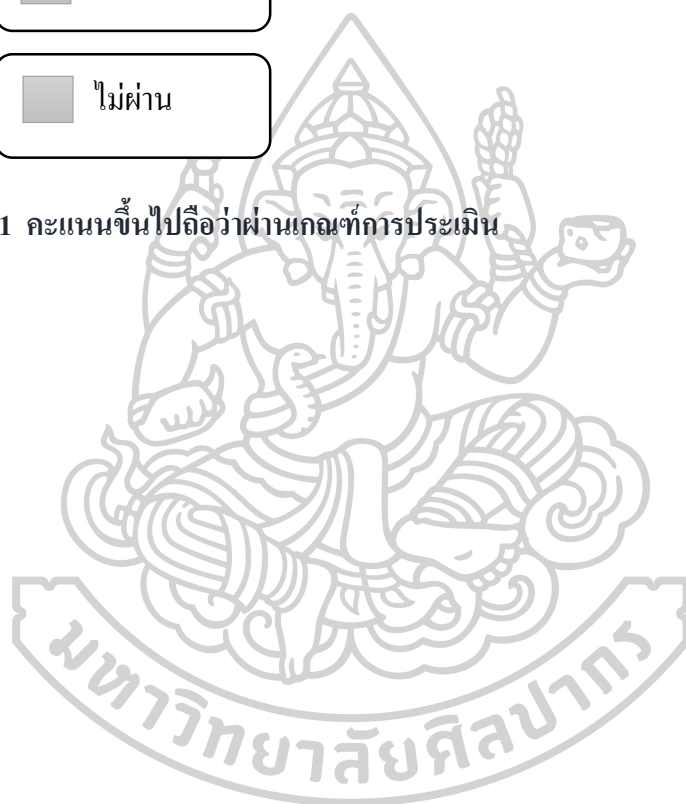 ไม่ผ่าน
1 คะแนนขึ้นไปถือว่าผ่านเกณฑ์การประเมิน
มหาวิทยาลัยศิลปากร